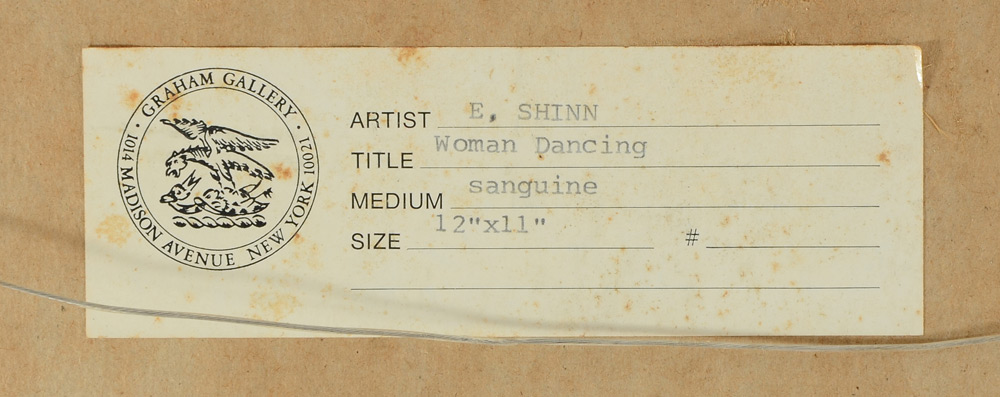 GRAHAM GALLERY · 1014 MADISON AVENUE NEW YORK 10021 ·
ARTIST E, SHINN
TITLE Woman Dancing
MEDIUM sanguine
SIZE 12"x11" #